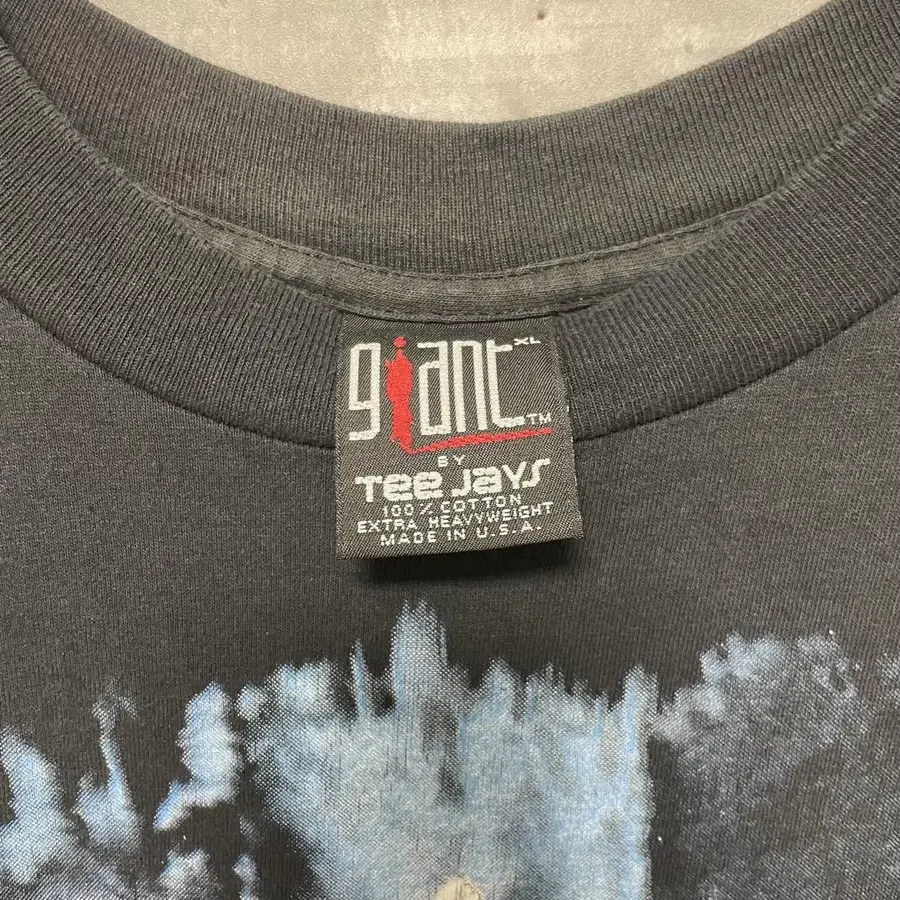 giant XL TM
BY
Tee Jays
100% COTTON
EXTRA HEAVYWEIGHT
MADE IN U.S.A.